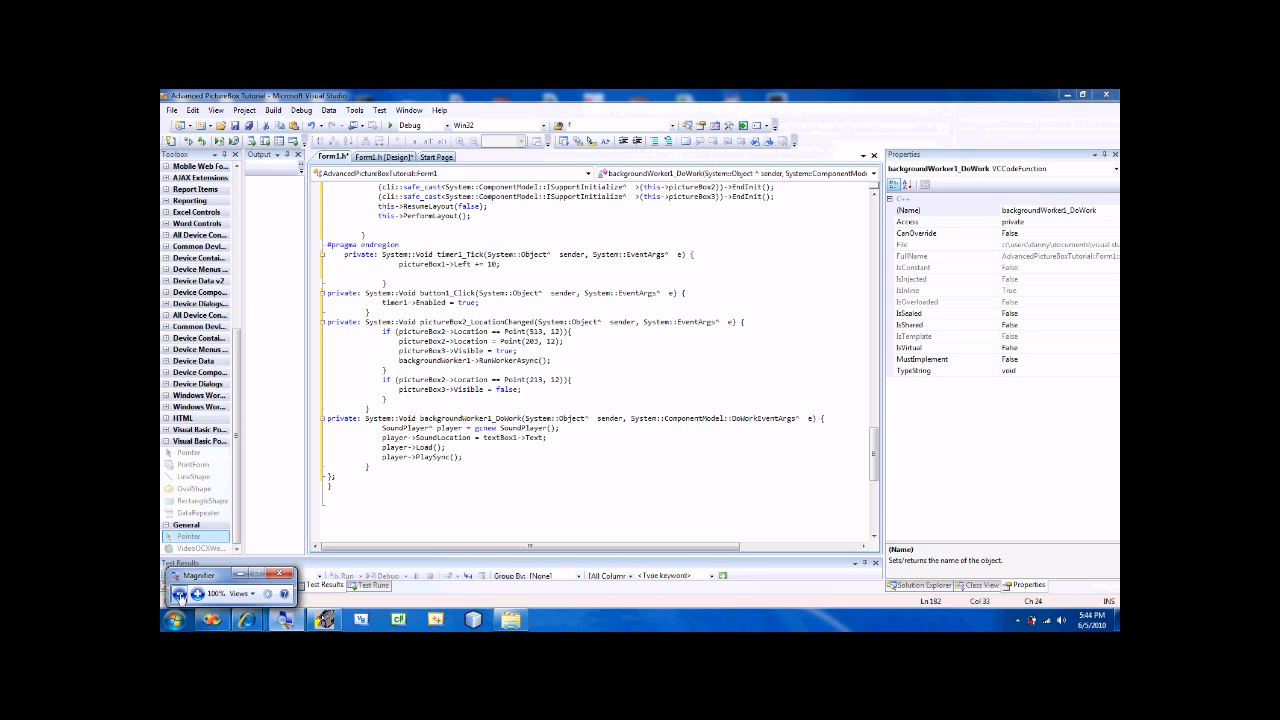 Advanced PictureBox Tutorial - Microsoft Visual Studio
File Edit View Project Build Debug Data Tools Test Window Help
Debug Win32
Toolbox
Output
Form1.h* Form1.h [Design]* Start Page
Properties
AdvancedPictureBoxTutorial::Form1
backgroundWorker1_DoWork(System::Object ^ sender, System::ComponentModel
Mobile Web Fo...
AJAX Extensions
Report Items
Reporting
Excel Controls
Word Controls
All Device Con...
Common Devi...
Device Contai...
Device Menus ...
Device Data v2
Device Compo...
Device Dialogs...
All Device Con...
Common Devi...
Device Contai...
Device Menus ...
Device Data
Device Compo...
Device Dialogs
Windows Wor...
Windows Wor...
HTML
Visual Basic Po...
Visual Basic Po...
Pointer
PrintForm
LineShape
OvalShape
RectangleShape
DataRepeater
General
Pointer
VideoOCXWe...
(cli::safe_cast<System::ComponentModel::ISupportInitialize^ >(this->pictureBox2))->EndInit();
(cli::safe_cast<System::ComponentModel::ISupportInitialize^ >(this->pictureBox3))->EndInit();
this->ResumeLayout(false);
this->PerformLayout();
}
#pragma endregion
private: System::Void timer1_Tick(System::Object^ sender, System::EventArgs^ e) {
pictureBox1->Left += 10;
}
private: System::Void button1_Click(System::Object^ sender, System::EventArgs^ e) {
timer1->Enabled = true;
}
private: System::Void pictureBox2_LocationChanged(System::Object^ sender, System::EventArgs^ e) {
if (pictureBox2->Location == Point(513, 12)){
pictureBox2->Location = Point(203, 12);
pictureBox3->Visible = true;
backgroundWorker1->RunWorkerAsync();
}
if (pictureBox2->Location == Point(213, 12)){
pictureBox3->Visible = false;
}
}
private: System::Void backgroundWorker1_DoWork(System::Object^ sender, System::ComponentModel::DoWorkEventArgs^ e) {
SoundPlayer^ player = gcnew SoundPlayer();
player->SoundLocation = textBox1->Text;
player->Load();
player->PlaySync();
}
};
}
backgroundWorker1_DoWork VCCodeFunction
C++
(Name) backgroundWorker1_DoWork
Access private
CanOverride False
File c:\users\danny\documents\visual stu
FullName AdvancedPictureBoxTutorial::Form1::
IsConstant False
IsInjected False
IsInline True
IsOverloaded False
IsSealed False
IsShared False
IsTemplate False
IsVirtual False
MustImplement False
TypeString void
(Name)
Sets/returns the name of the object.
Solution Explorer Class View Properties
Test Results
Run Debug Group By: [None] [All Column <Type keyword>
Test Results Test Runs
Magnifier
100% Views
Ln 182 Col 33 Ch 24 INS
5:44 PM
6/5/2010